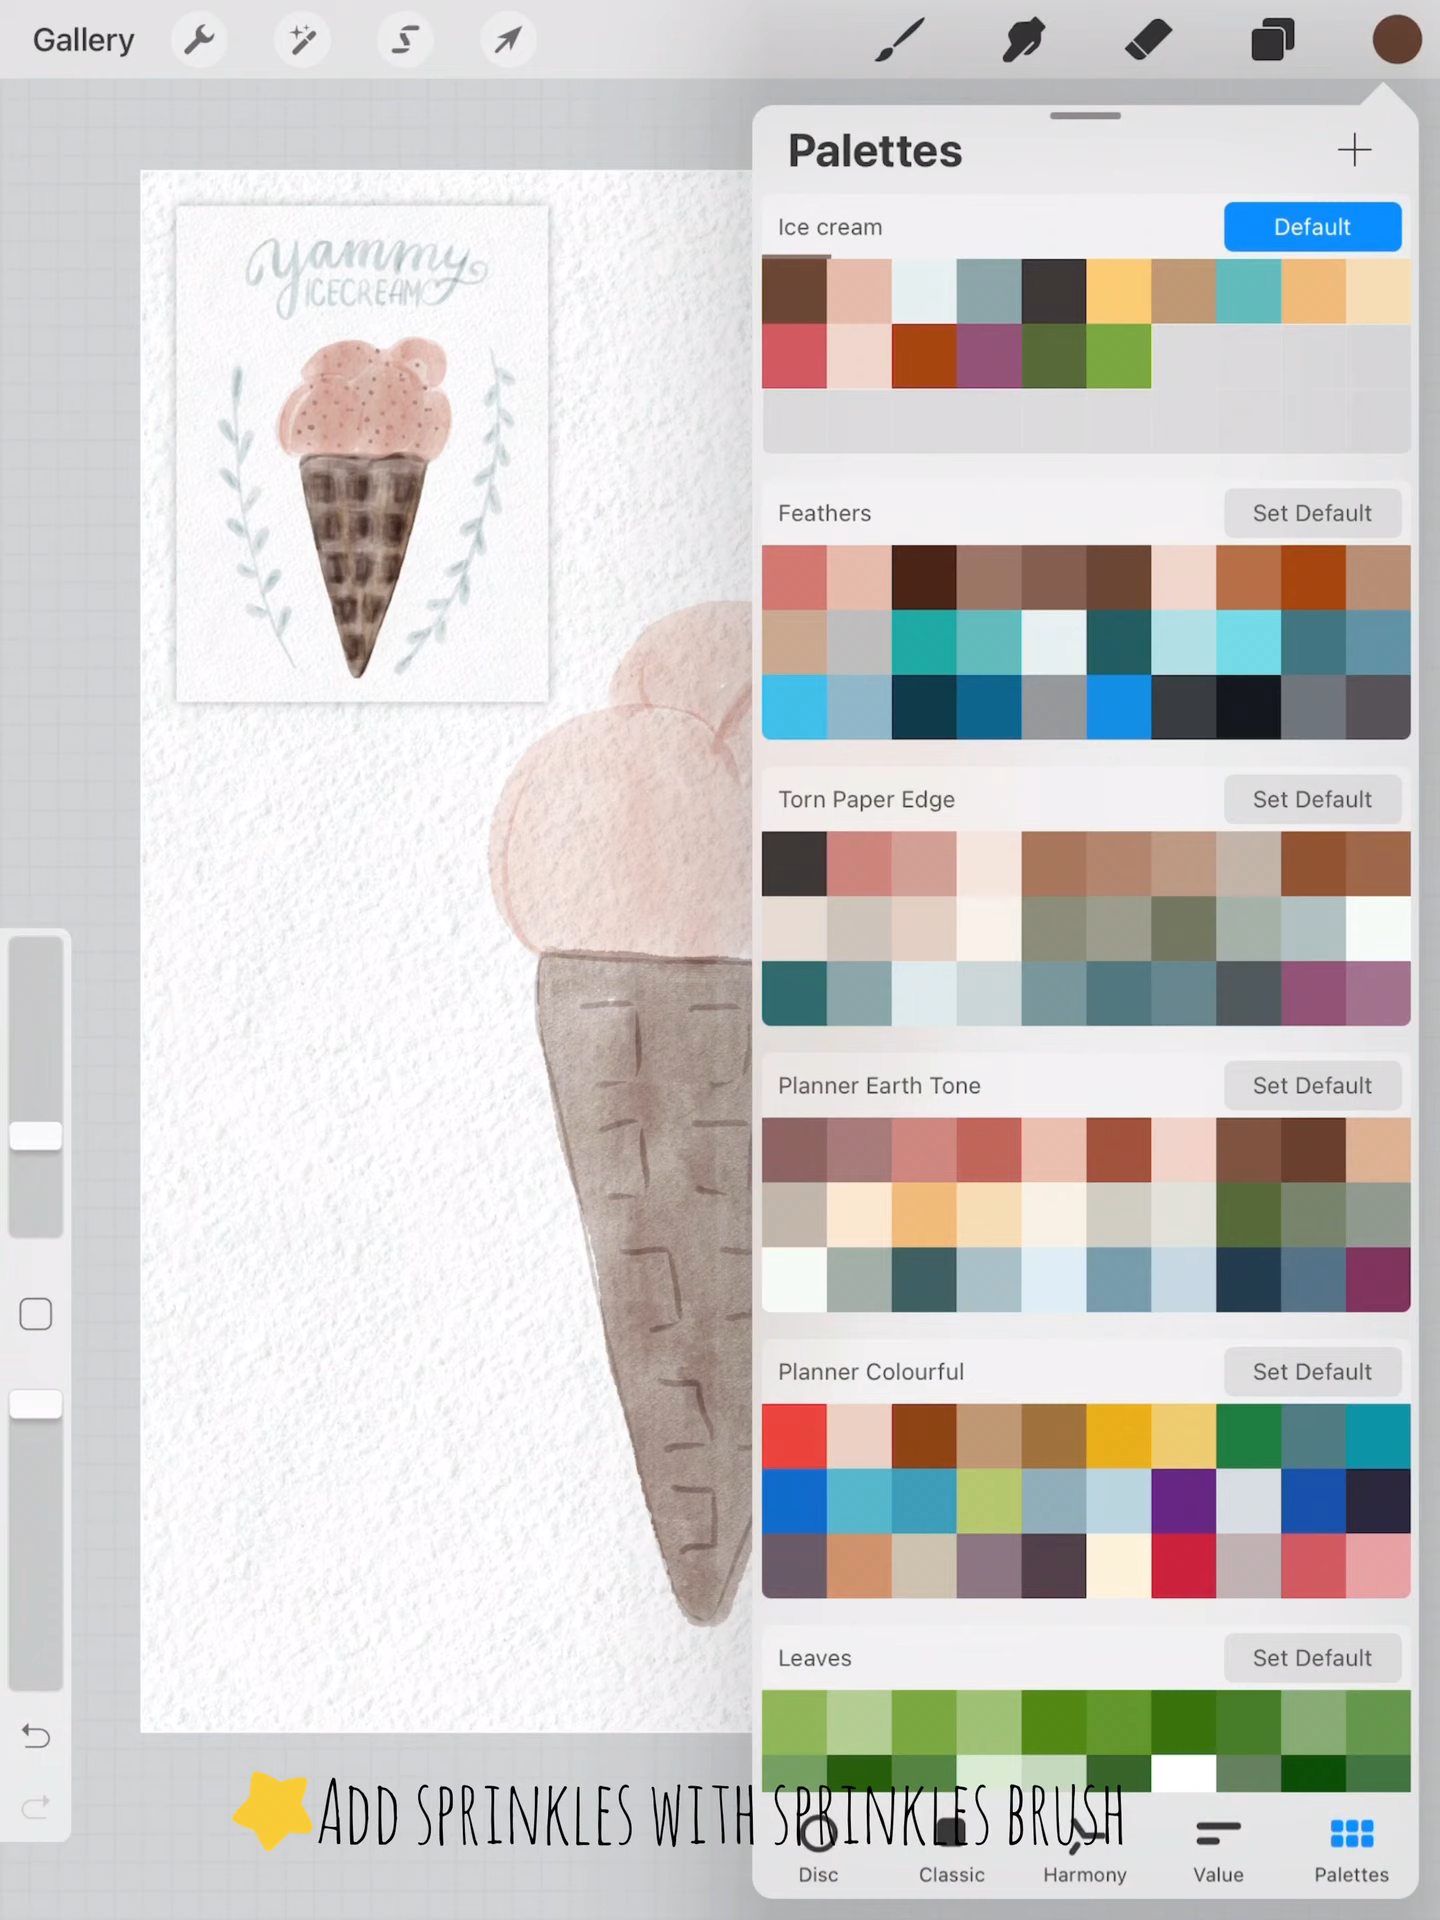 Gallery
Palettes
yammy
ICECREAM
Ice cream
Default
Feathers
Set Default
Torn Paper Edge
Set Default
Planner Earth Tone
Set Default
Planner Colourful
Set Default
Leaves
Set Default
ADD SPRINKLES WITH SPRINKLES BRUSH
Disc
Classic
Harmony
Value
Palettes